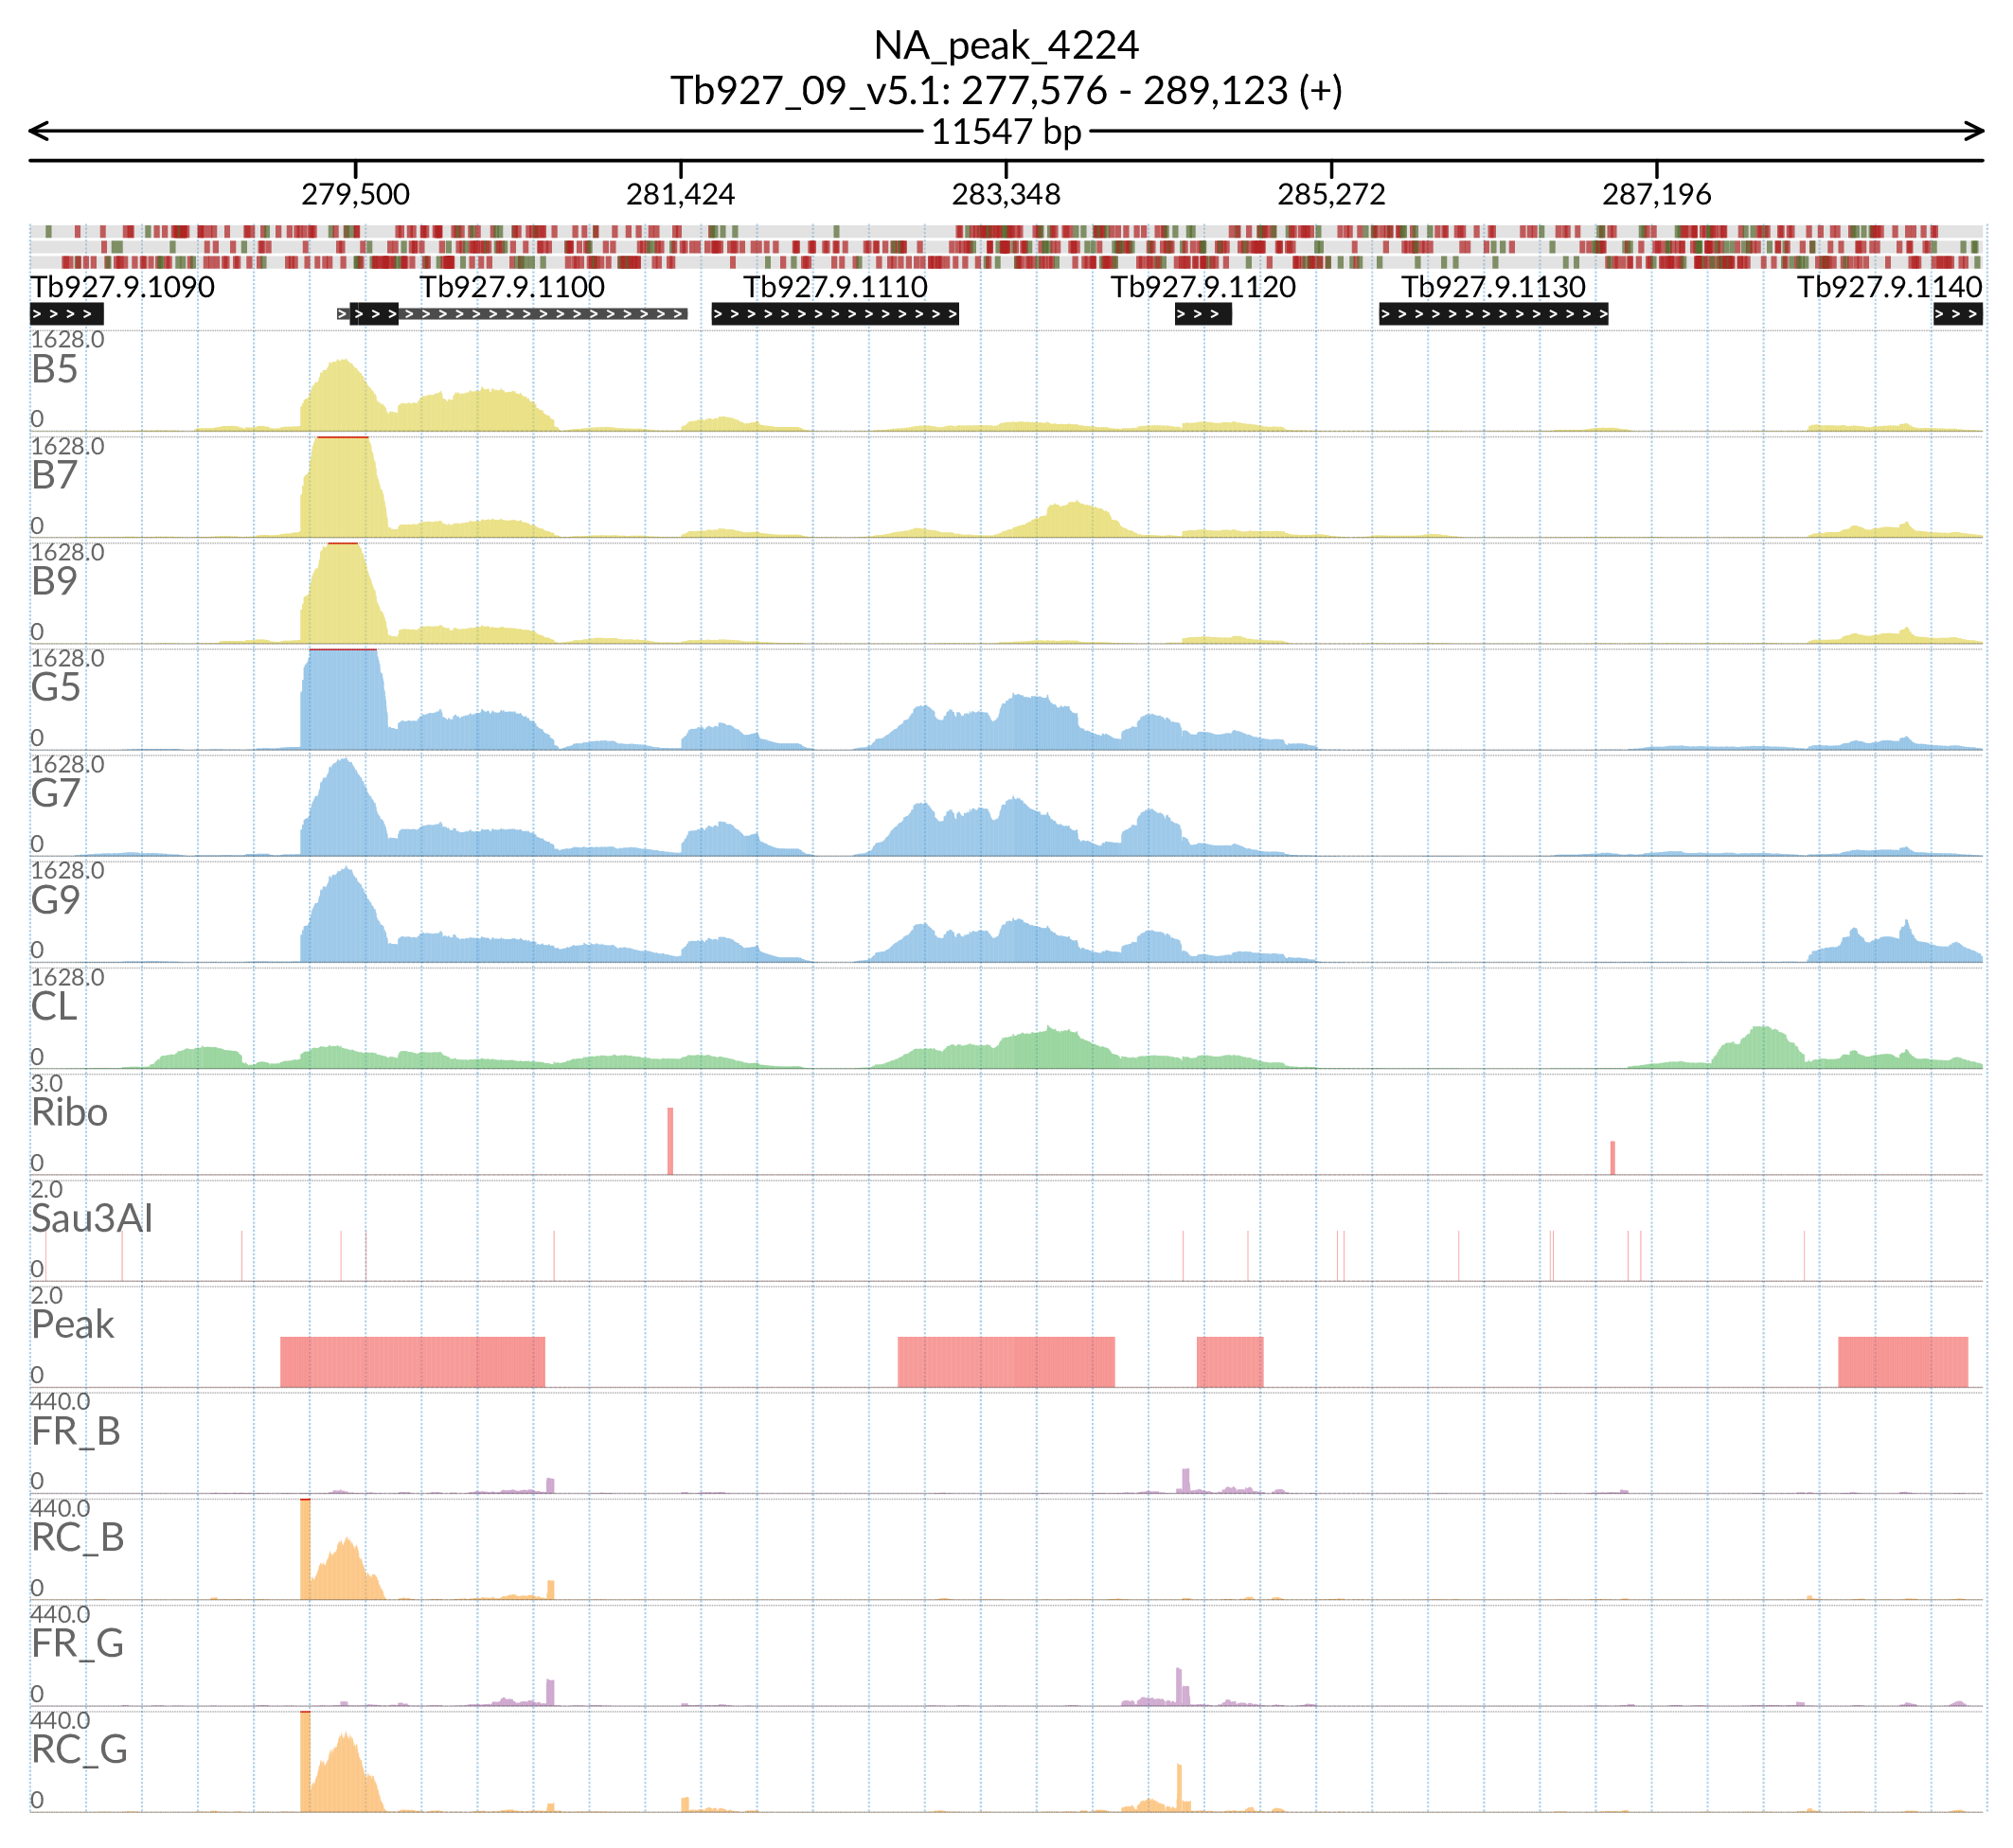 NA_peak_4224
Tb927_09_v5.1: 277,576 - 289,123 (+)
11547 bp
279,500 281,424 283,348 285,272 287,196
Tb927.9.1090 Tb927.9.1100 Tb927.9.1110 Tb927.9.1120 Tb927.9.1130 Tb927.9.1140
1628.0
B5
0
1628.0
B7
0
1628.0
B9
0
1628.0
G5
0
1628.0
G7
0
1628.0
G9
0
1628.0
CL
0
3.0
Ribo
0
2.0
Sau3AI
0
2.0
Peak
0
440.0
FR_B
0
440.0
RC_B
0
440.0
FR_G
0
440.0
RC_G
0